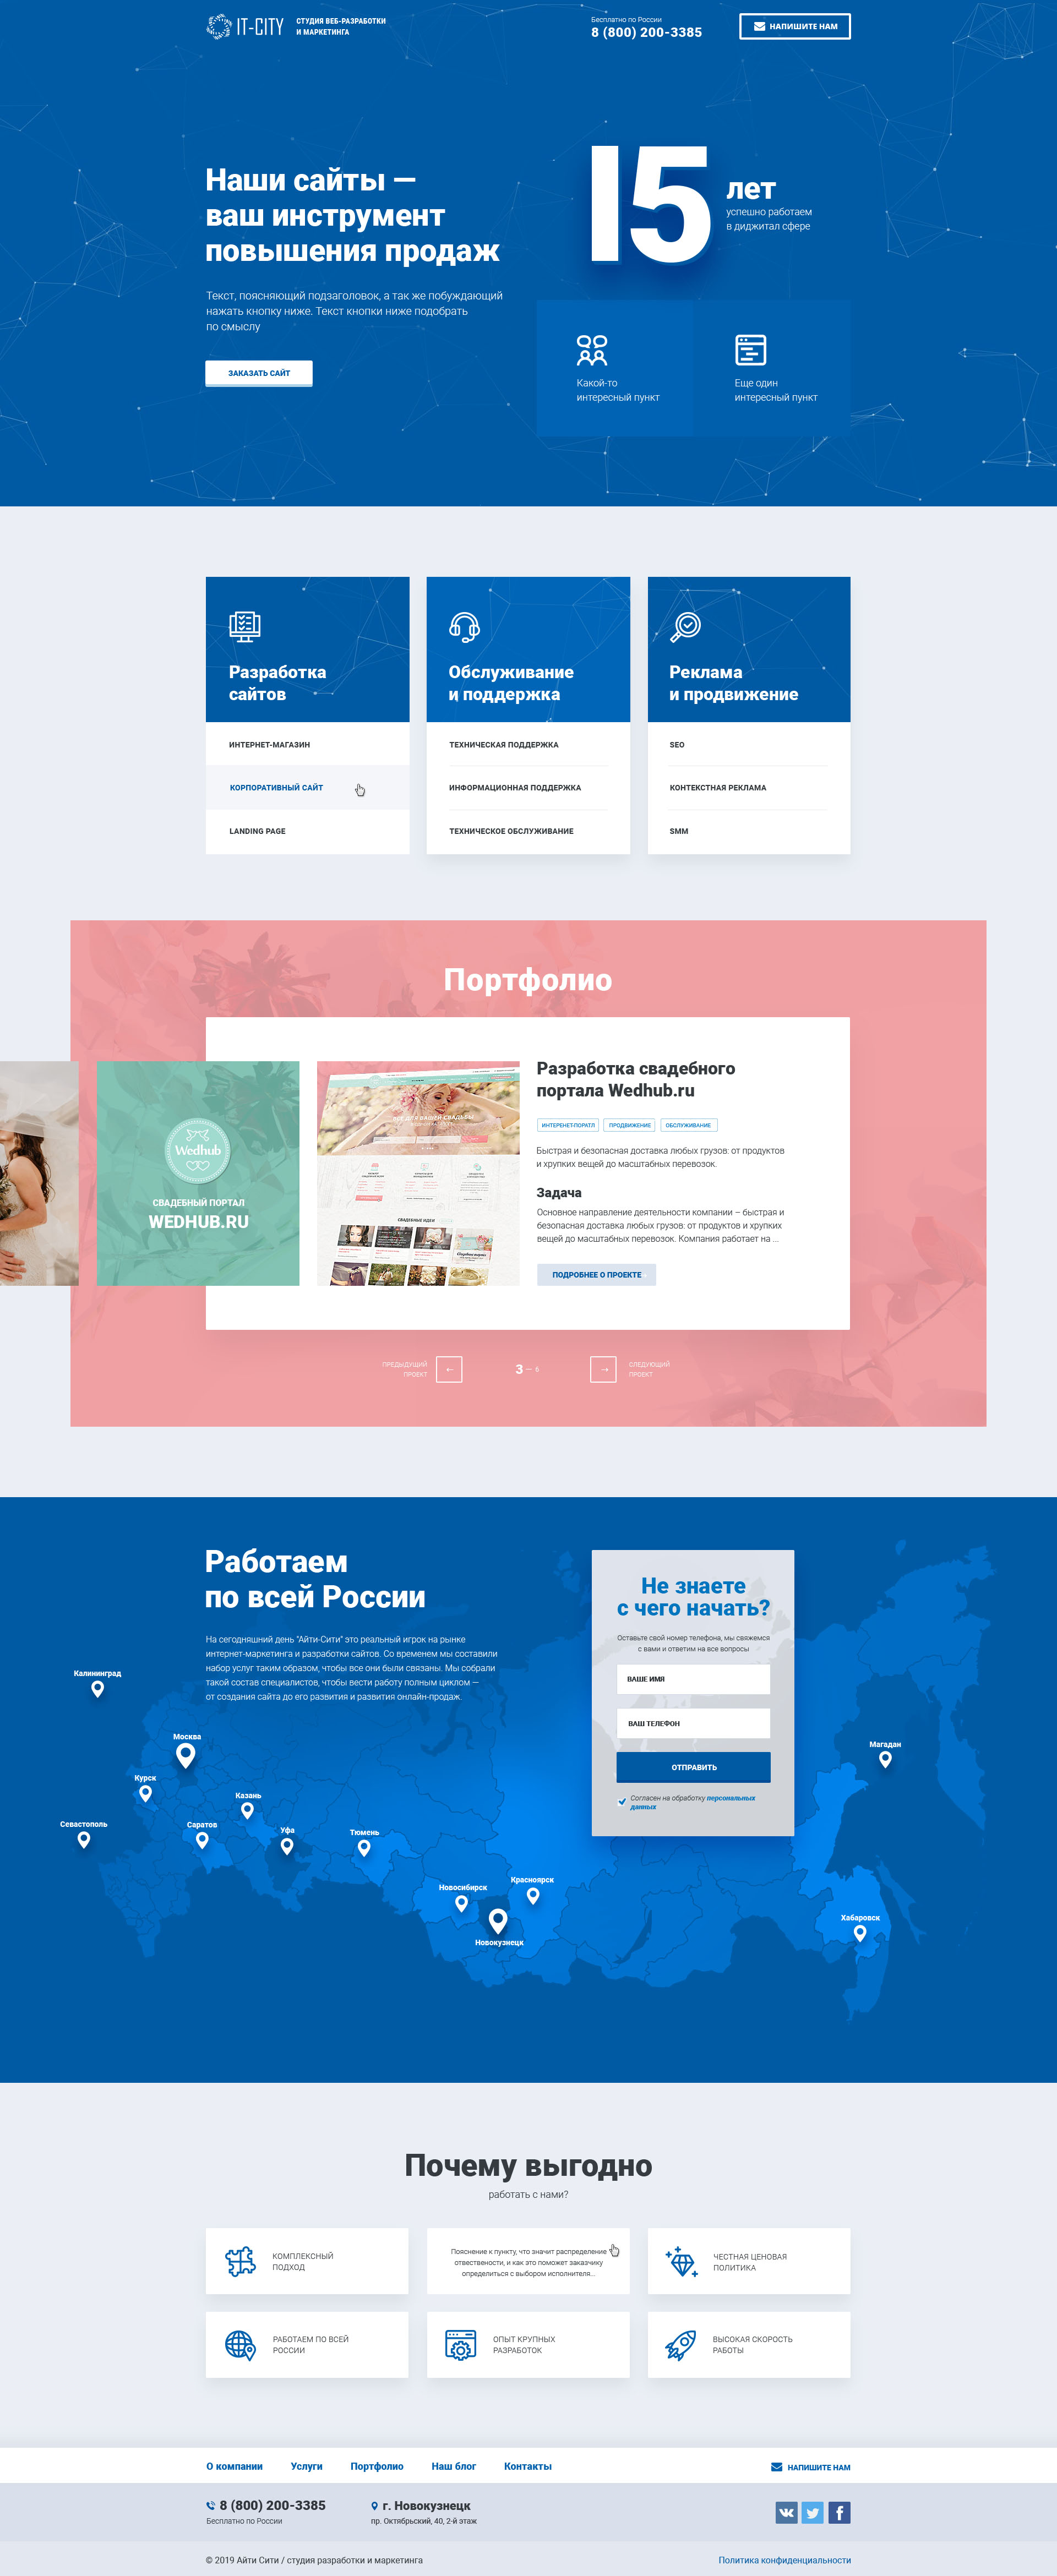 IT-CITY
СТУДИЯ ВЕБ-РАЗРАБОТКИ
И МАРКЕТИНГА
Бесплатно по России
8 (800) 200-3385
НАПИШИТЕ НАМ
Наши сайты —
ваш инструмент
повышения продаж
Текст, поясняющий подзаголовок, а так же побуждающий
нажать кнопку ниже. Текст кнопки ниже подобрать
по смыслу
ЗАКАЗАТЬ САЙТ
15
лет
успешно работаем
в диджитал сфере
Какой-то
интересный пункт
Еще один
интересный пункт
Разработка
сайтов
ИНТЕРНЕТ-МАГАЗИН
КОРПОРАТИВНЫЙ САЙТ
LANDING PAGE
Обслуживание
и поддержка
ТЕХНИЧЕСКАЯ ПОДДЕРЖКА
ИНФОРМАЦИОННАЯ ПОДДЕРЖКА
ТЕХНИЧЕСКОЕ ОБСЛУЖИВАНИЕ
Реклама
и продвижение
SEO
КОНТЕКСТНАЯ РЕКЛАМА
SMM
Портфолио
Wedhub
СВАДЕБНЫЙ ПОРТАЛ
WEDHUB.RU
ВСЕ ДЛЯ ВАШЕЙ СВАДЬБЫ
СВАДЕБНЫЕ ИДЕИ
Разработка свадебного
портала Wedhub.ru
ИНТЕРЕНЕТ-ПОРАТЛ
ПРОДВИЖЕНИЕ
ОБСЛУЖИВАНИЕ
Быстрая и безопасная доставка любых грузов: от продуктов
и хрупких вещей до масштабных перевозок.
Задача
Основное направление деятельности компании – быстрая и
безопасная доставка любых грузов: от продуктов и хрупких
вещей до масштабных перевозок. Компания работает на ...
ПОДРОБНЕЕ О ПРОЕКТЕ
ПРЕДЫДУЩИЙ
ПРОЕКТ
←
3 — 6
→
СЛЕДУЮЩИЙ
ПРОЕКТ
Работаем
по всей России
На сегодняшний день "Айти-Сити" это реальный игрок на рынке
интернет-маркетинга и разработки сайтов. Со временем мы составили
набор услуг таким образом, чтобы все они были связаны. Мы собрали
такой состав специалистов, чтобы вести работу полным циклом —
от создания сайта до его развития и развития онлайн-продаж.
Не знаете
с чего начать?
Оставьте свой номер телефона, мы свяжемся
с вами и ответим на все вопросы
ВАШЕ ИМЯ
ВАШ ТЕЛЕФОН
ОТПРАВИТЬ
Согласен на обработку персональных
данных
Калининград
Москва
Магадан
Курск
Казань
Севастополь
Саратов
Уфа
Тюмень
Красноярск
Новосибирск
Хабаровск
Новокузнецк
Почему выгодно
работать с нами?
КОМПЛЕКСНЫЙ
ПОДХОД
Пояснение к пункту, что значит распределение
отвествености, и как это поможет заказчику
определиться с выбором исполнителя...
ЧЕСТНАЯ ЦЕНОВАЯ
ПОЛИТИКА
РАБОТАЕМ ПО ВСЕЙ
РОССИИ
ОПЫТ КРУПНЫХ
РАЗРАБОТОК
ВЫСОКАЯ СКОРОСТЬ
РАБОТЫ
О компании
Услуги
Портфолио
Наш блог
Контакты
НАПИШИТЕ НАМ
8 (800) 200-3385
Бесплатно по России
г. Новокузнецк
пр. Октябрьский, 40, 2-й этаж
© 2019 Айти Сити / студия разработки и маркетинга
Политика конфиденциальности